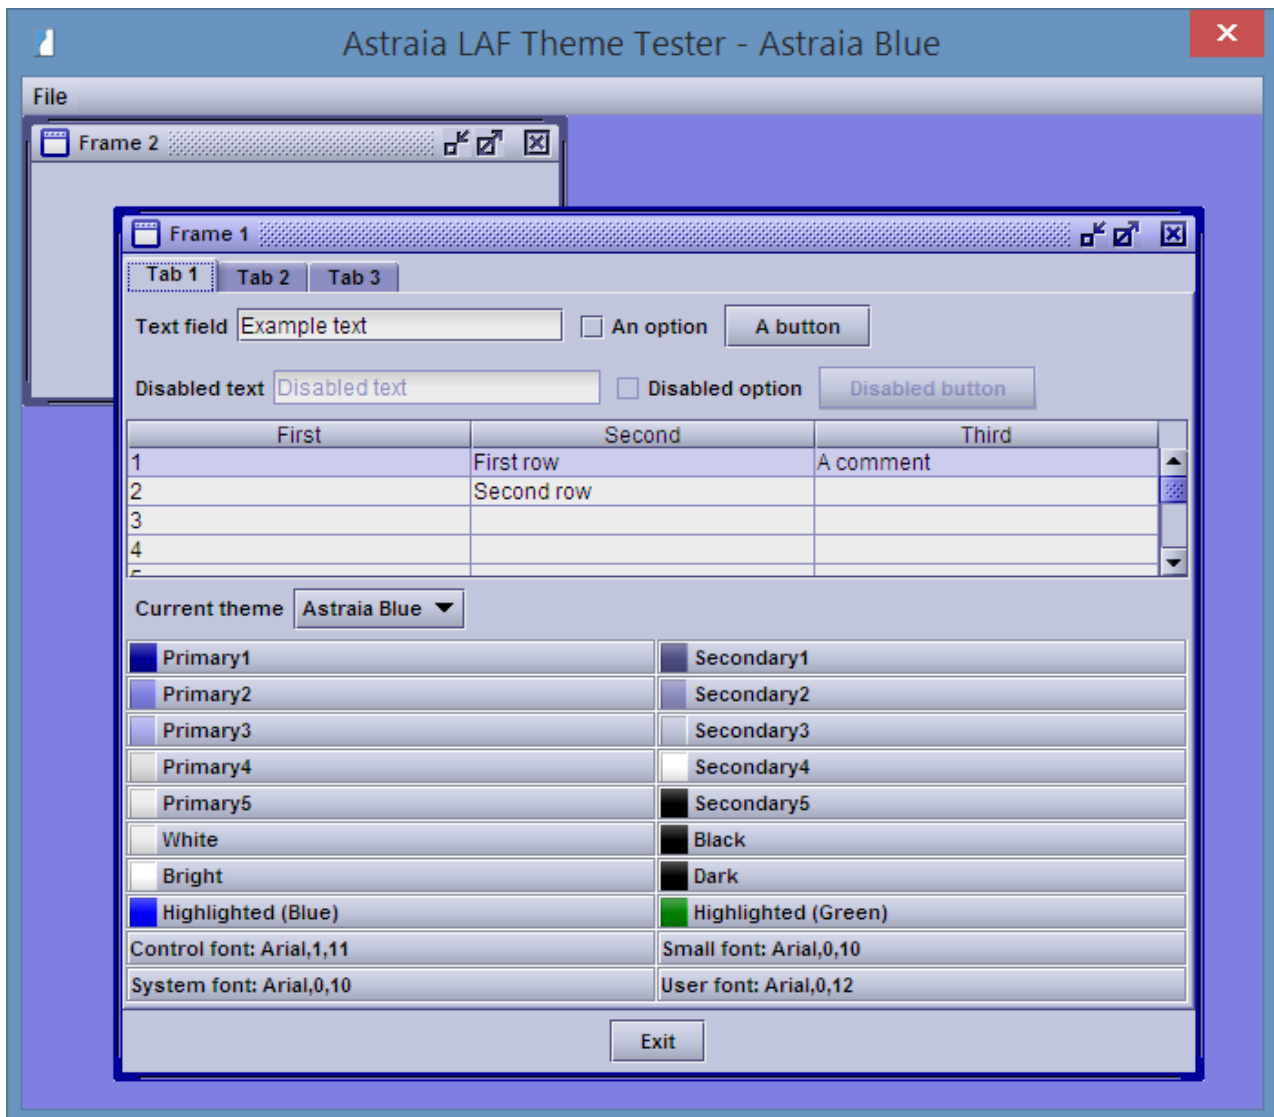 Astraia LAF Theme Tester - Astraia Blue
File
Frame 2
Frame 1
Tab 1 Tab 2 Tab 3
Text field Example text An option A button
Disabled text Disabled text Disabled option Disabled button
First Second Third
1 First row A comment
2 Second row
3
4
Current theme Astraia Blue
Primary1 Secondary1
Primary2 Secondary2
Primary3 Secondary3
Primary4 Secondary4
Primary5 Secondary5
White Black
Bright Dark
Highlighted (Blue) Highlighted (Green)
Control font: Arial,1,11 Small font: Arial,0,10
System font: Arial,0,10 User font: Arial,0,12
Exit